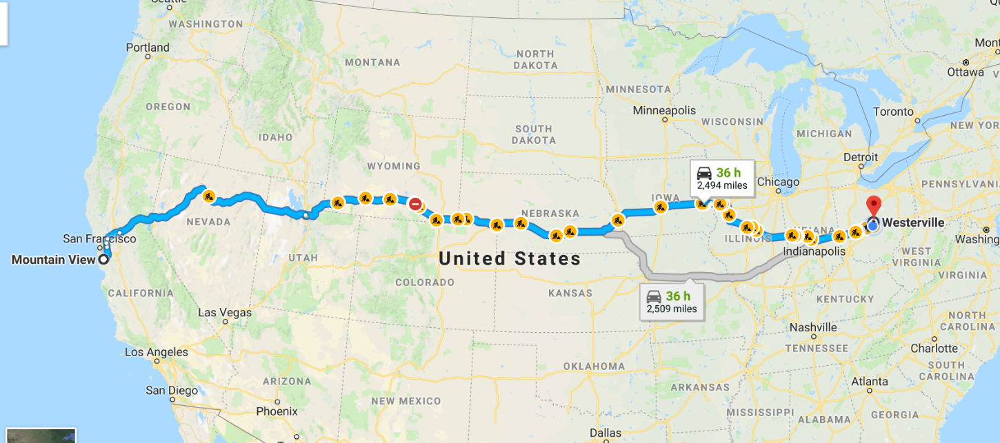 Seattle
WASHINGTON
Portland
MONTANA
NORTH
DAKOTA
Ottawa
MINNESOTA
OREGON
Minneapolis
Toronto
WISCONSIN
MICHIGAN
NEW YOR
IDAHO
SOUTH
DAKOTA
Detroit
WYOMING
36 h
2,494 miles
Chicago
PENNSYLVANIA
IOWA
NEBRASKA
NEVADA
Westerville
San Francisco
ILLINOIS
INDIANA
Washing
Indianapolis
Mountain View
UTAH
United States
WEST
VIRGINIA
COLORADO
VIRGINIA
CALIFORNIA
KANSAS
36 h
2,509 miles
KENTUCKY
Las Vegas
NORTH
CAROLINA
Nashville
TENNESSEE
Charlotte
Los Angeles
OKLAHOMA
SOUTH
CAROLINA
ARIZONA
Atlanta
San Diego
NEW MEXICO
ARKANSAS
Phoenix
MISSISSIPPI
ALABAMA
GEORGIA
Dallas